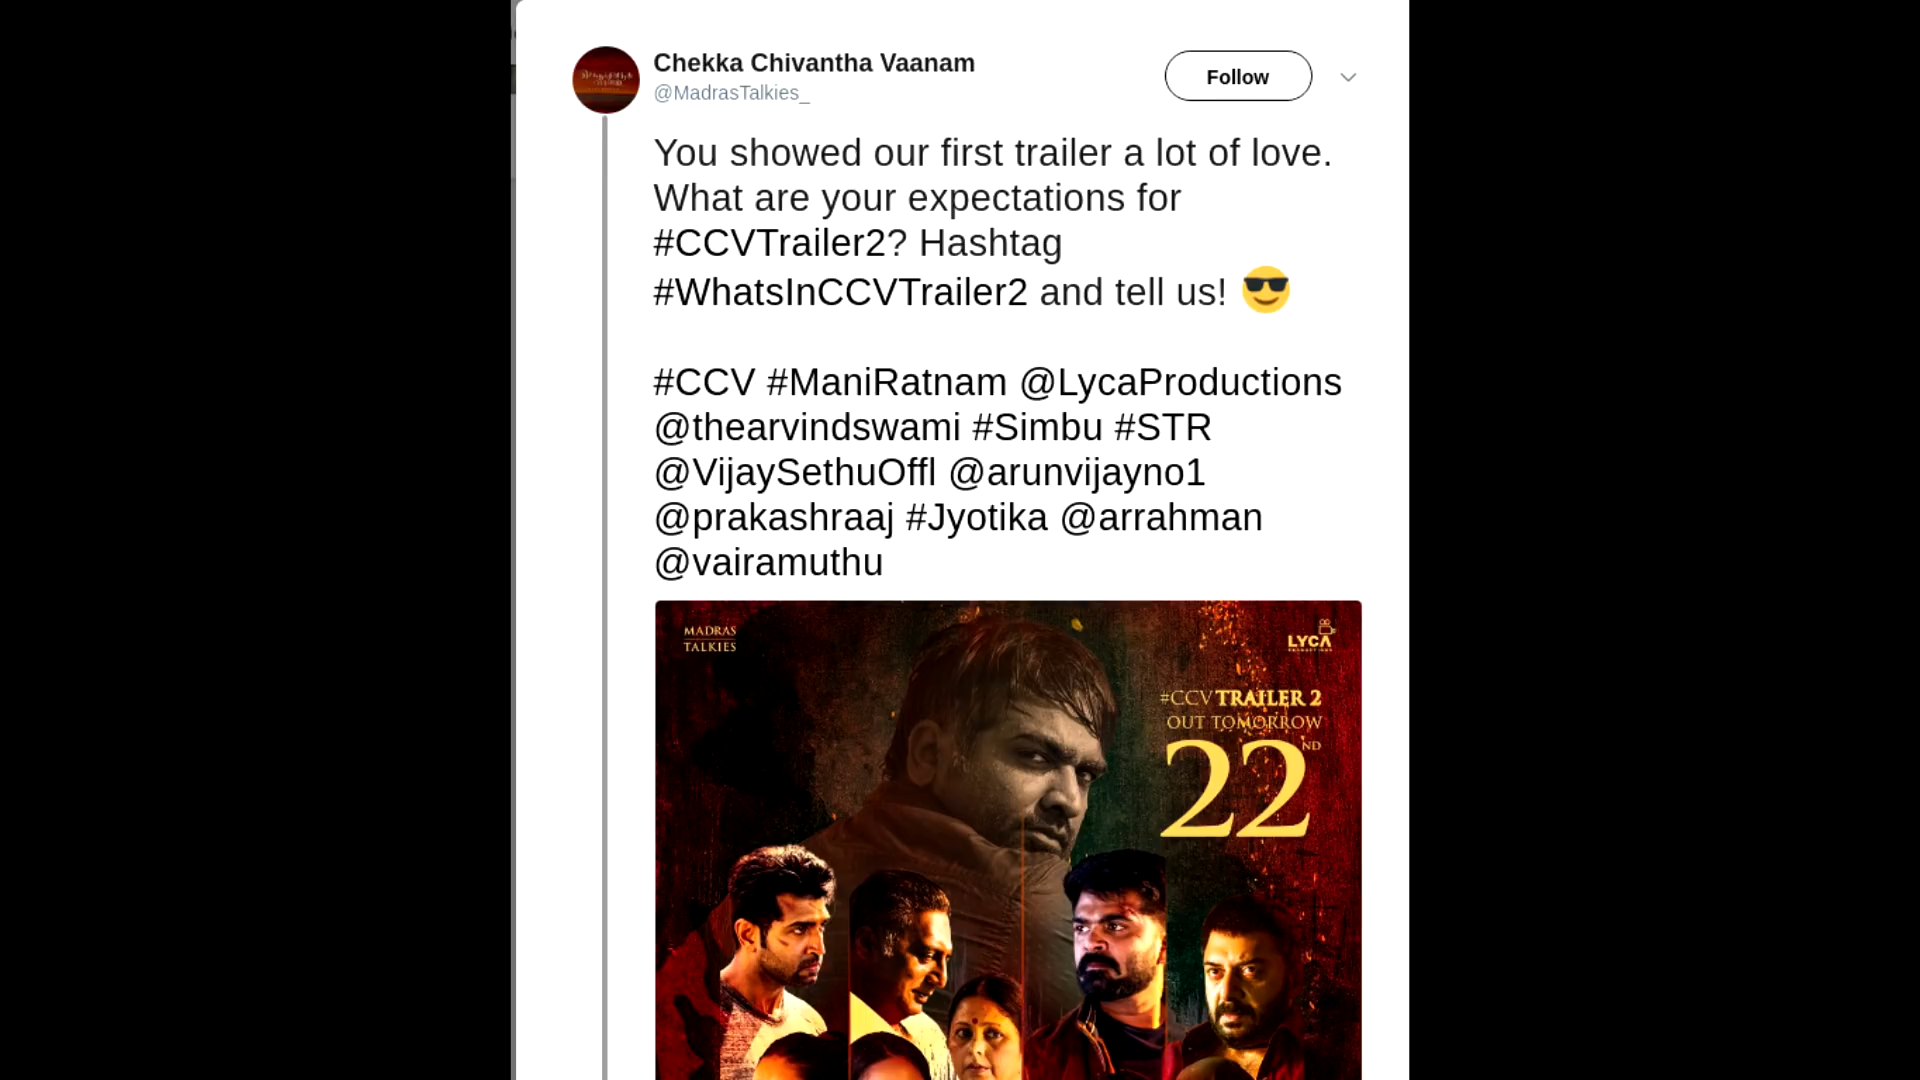 Chekka Chivantha Vaanam
@MadrasTalkies_
Follow
You showed our first trailer a lot of love.
What are your expectations for
#CCVTrailer2? Hashtag
#WhatsInCCVTrailer2 and tell us! 😎
#CCV #ManiRatnam @LycaProductions
@thearvindswami #Simbu #STR
@VijaySethuOffl @arunvijayno1
@prakashraaj #Jyotika @arrahman
@vairamuthu
MADRAS
TALKIES
LYCA
PRODUCTIONS
#CCV TRAILER 2
OUT TOMORROW
22ND